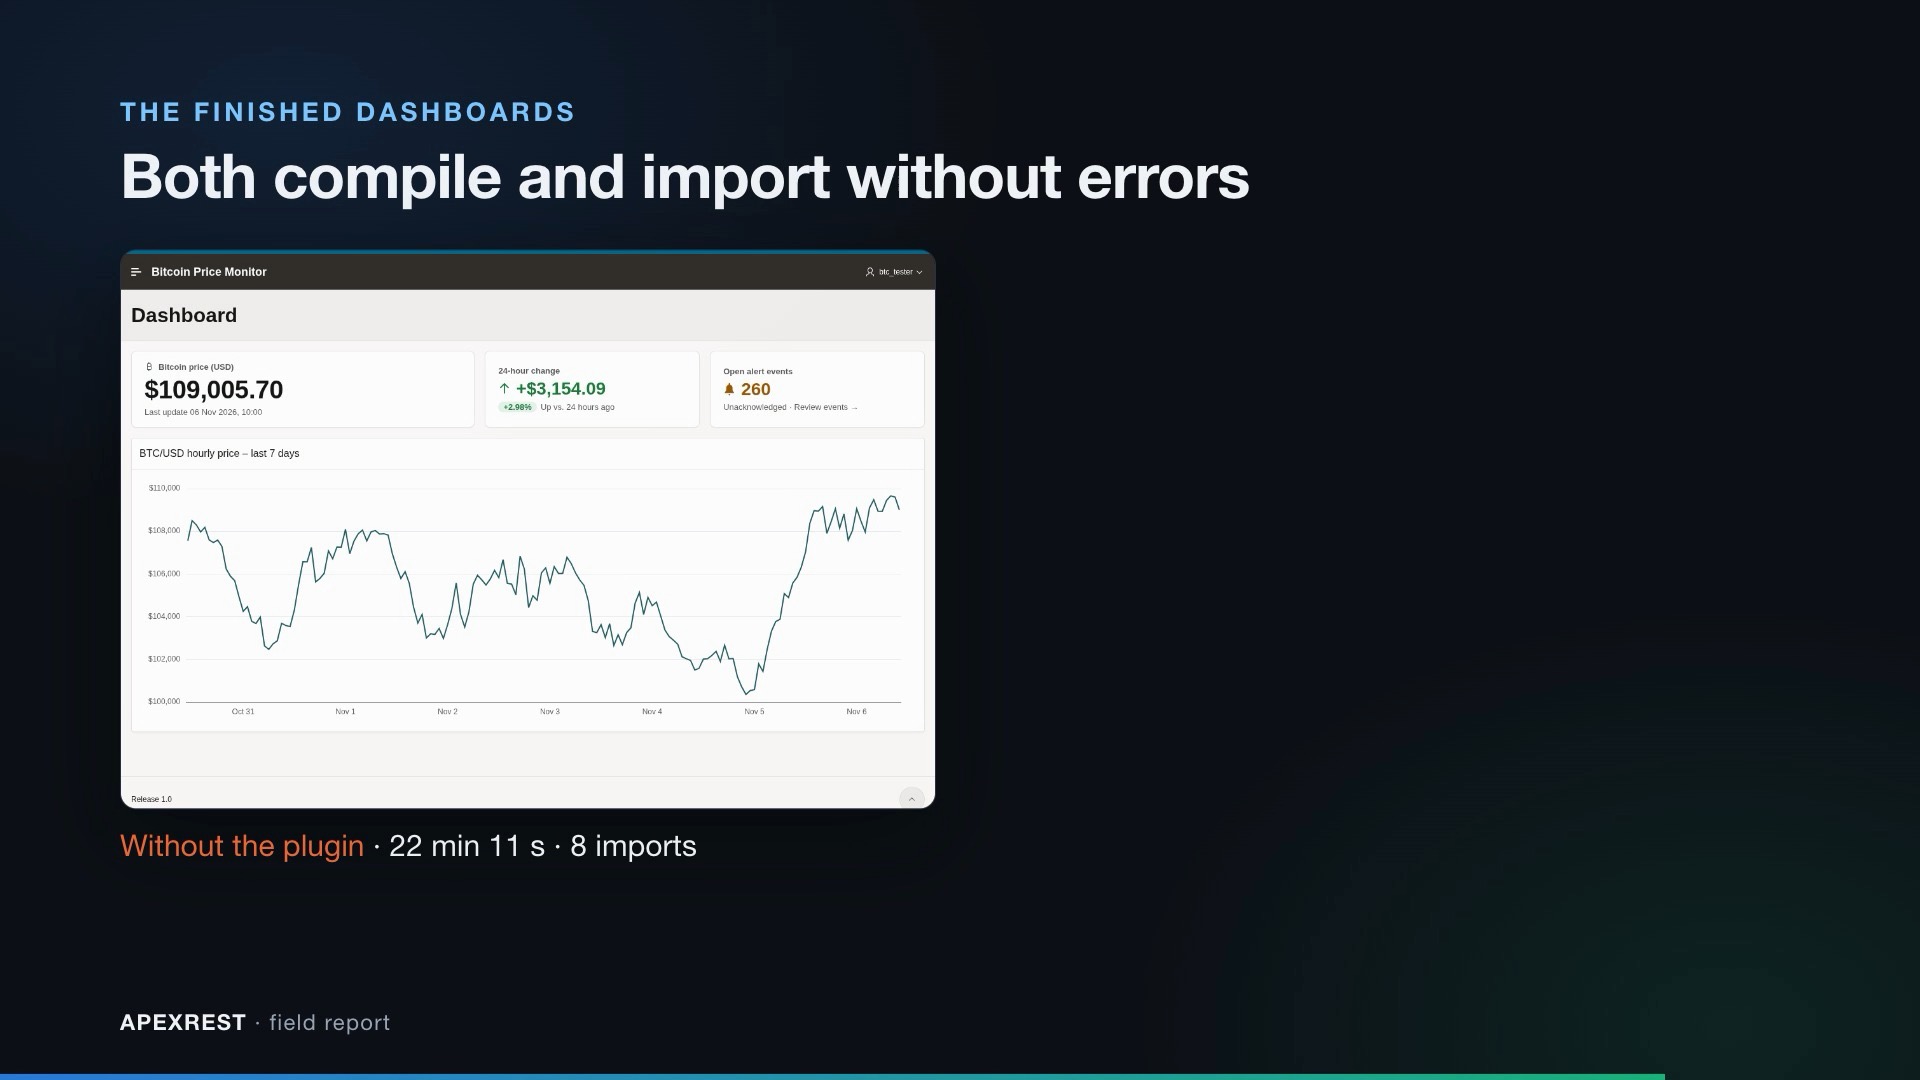 THE FINISHED DASHBOARDS
Both compile and import without errors
Bitcoin Price Monitor
btc_tester
Dashboard
Bitcoin price (USD)
$109,005.70
Last update 06 Nov 2026, 10:00
24-hour change
+$3,154.09
+2.98% Up vs. 24 hours ago
Open alert events
260
Unacknowledged · Review events →
BTC/USD hourly price – last 7 days
$110,000
$108,000
$106,000
$104,000
$102,000
$100,000
Oct 31 Nov 1 Nov 2 Nov 3 Nov 4 Nov 5 Nov 6
Release 1.0
Without the plugin · 22 min 11 s · 8 imports
APEXREST · field report